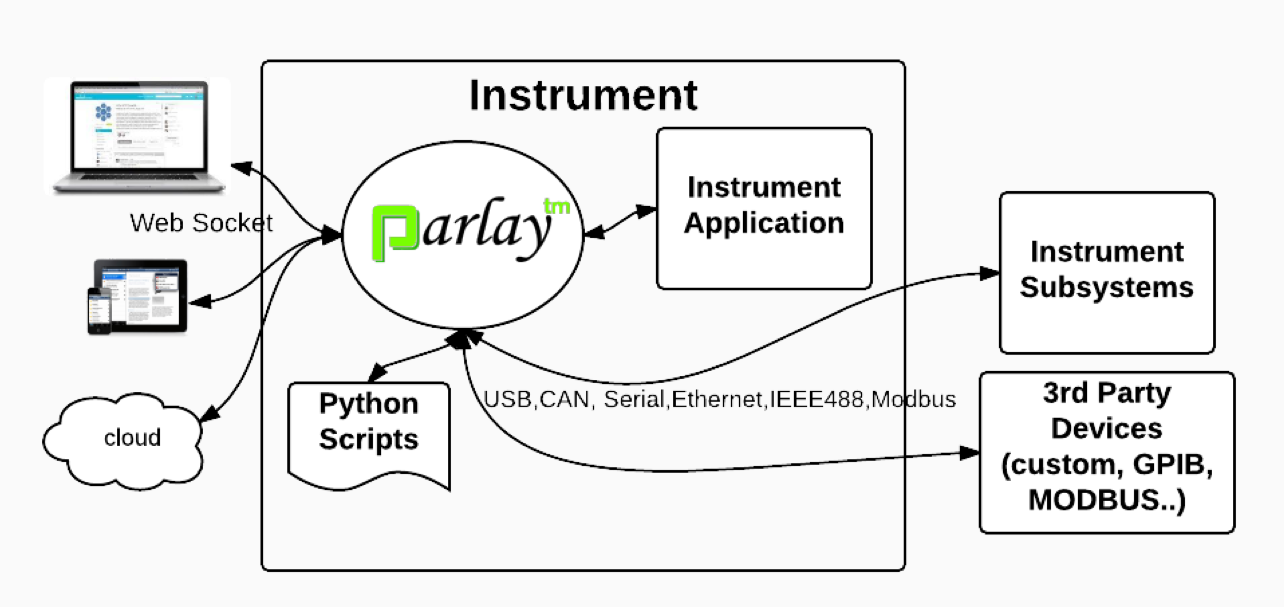 Instrument
Parlay tm
Instrument
Application
Web Socket
Instrument
Subsystems
Python
Scripts
USB,CAN, Serial,Ethernet,IEEE488,Modbus
cloud
3rd Party
Devices
(custom, GPIB,
MODBUS..)